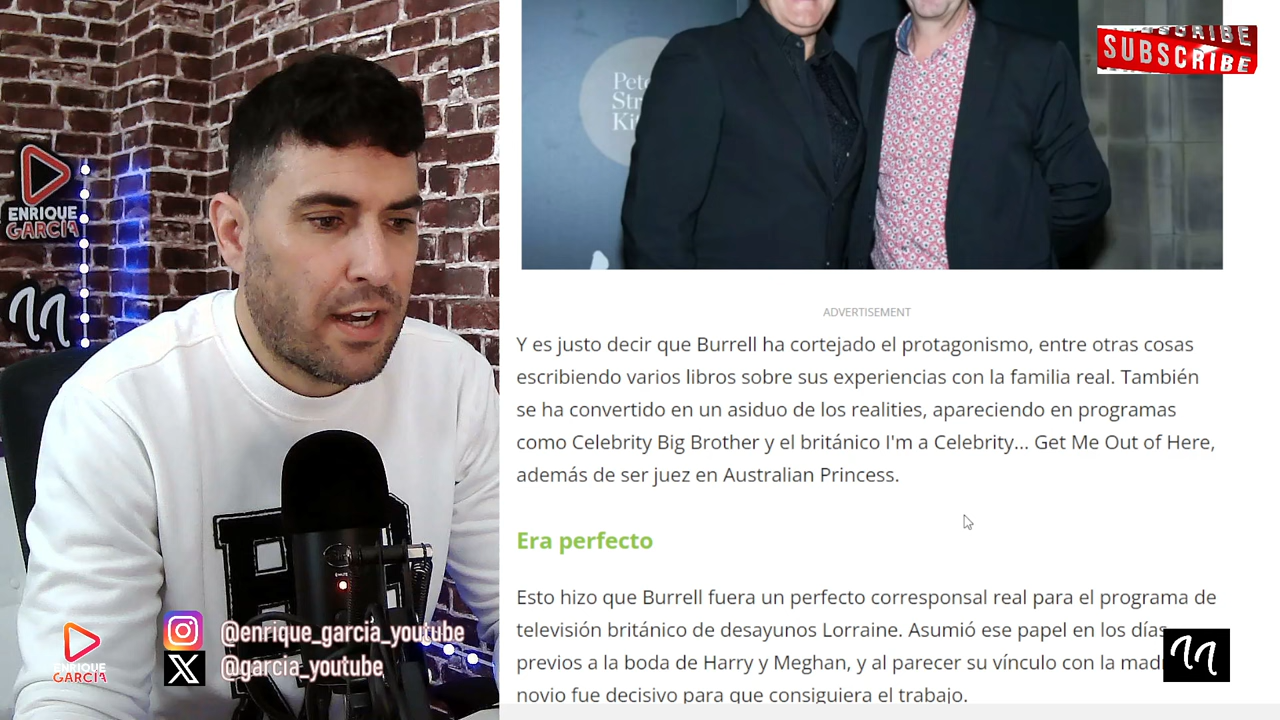 SUBSCRIBE
ENRIQUE
GARCIA
ADVERTISEMENT
Y es justo decir que Burrell ha cortejado el protagonismo, entre otras cosas
escribiendo varios libros sobre sus experiencias con la familia real. También
se ha convertido en un asiduo de los realities, apareciendo en programas
como Celebrity Big Brother y el británico I'm a Celebrity... Get Me Out of Here,
además de ser juez en Australian Princess.
Era perfecto
Esto hizo que Burrell fuera un perfecto corresponsal real para el programa de
televisión británico de desayunos Lorraine. Asumió ese papel en los días
previos a la boda de Harry y Meghan, y al parecer su vínculo con la
novio fue decisivo para que consiguiera el trabajo.
@enrique_garcia_youtube
@garcia_youtube
ENRIQUE
GARCIA